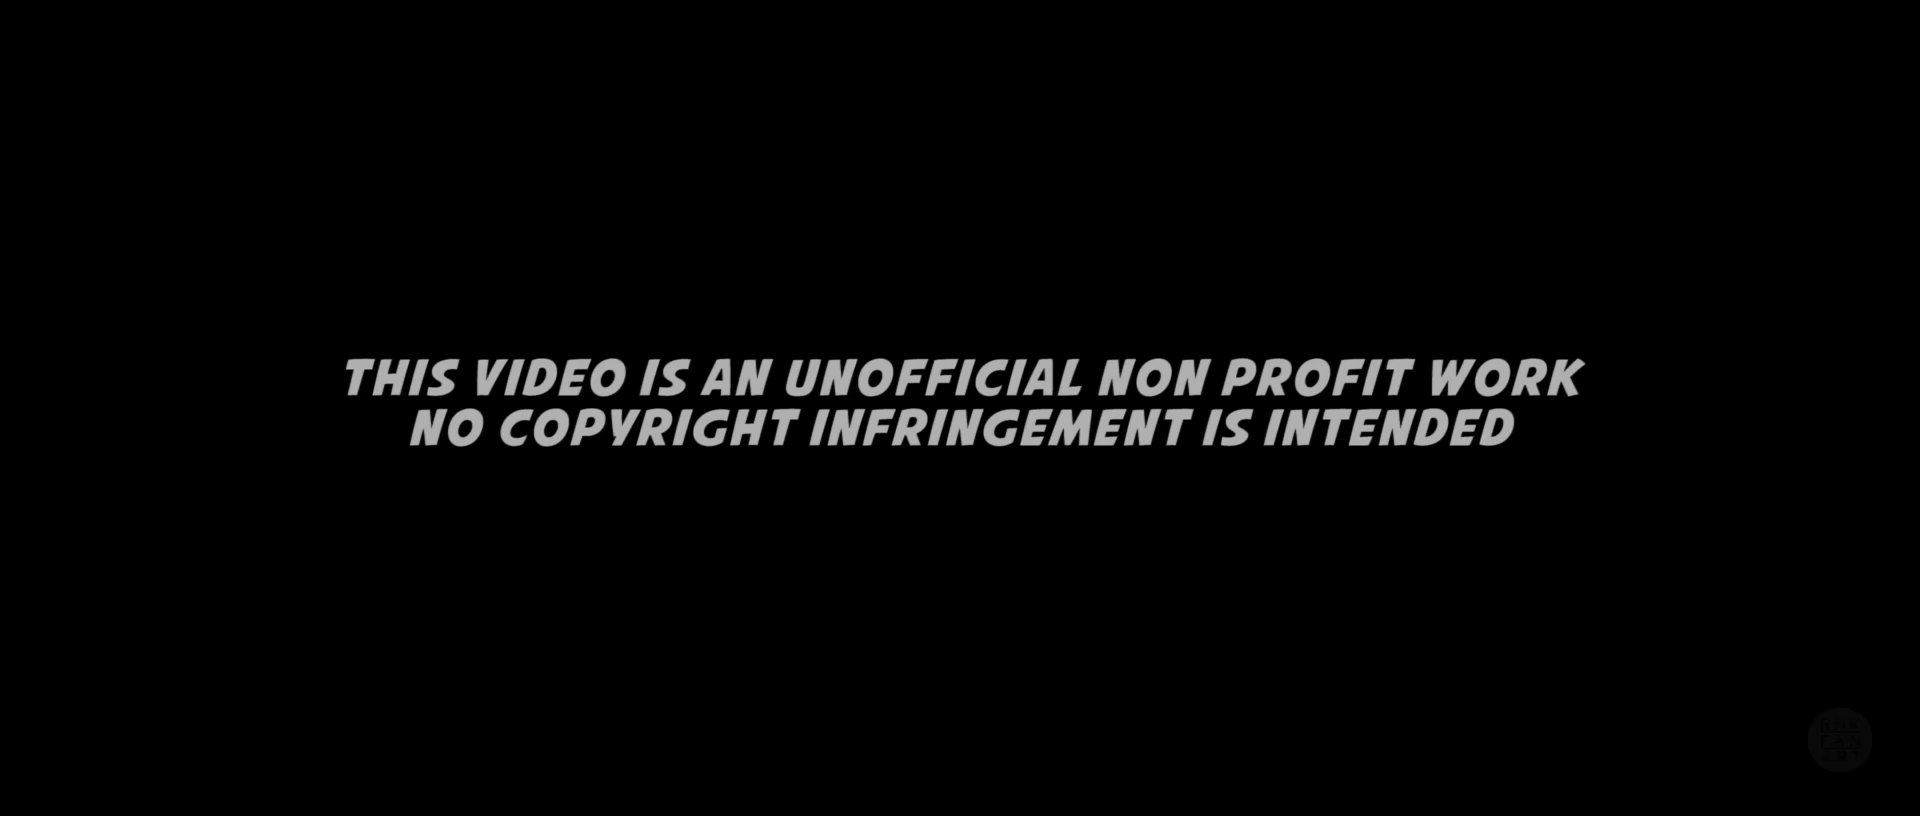 THIS VIDEO IS AN UNOFFICIAL NON PROFIT WORK
NO COPYRIGHT INFRINGEMENT IS INTENDED